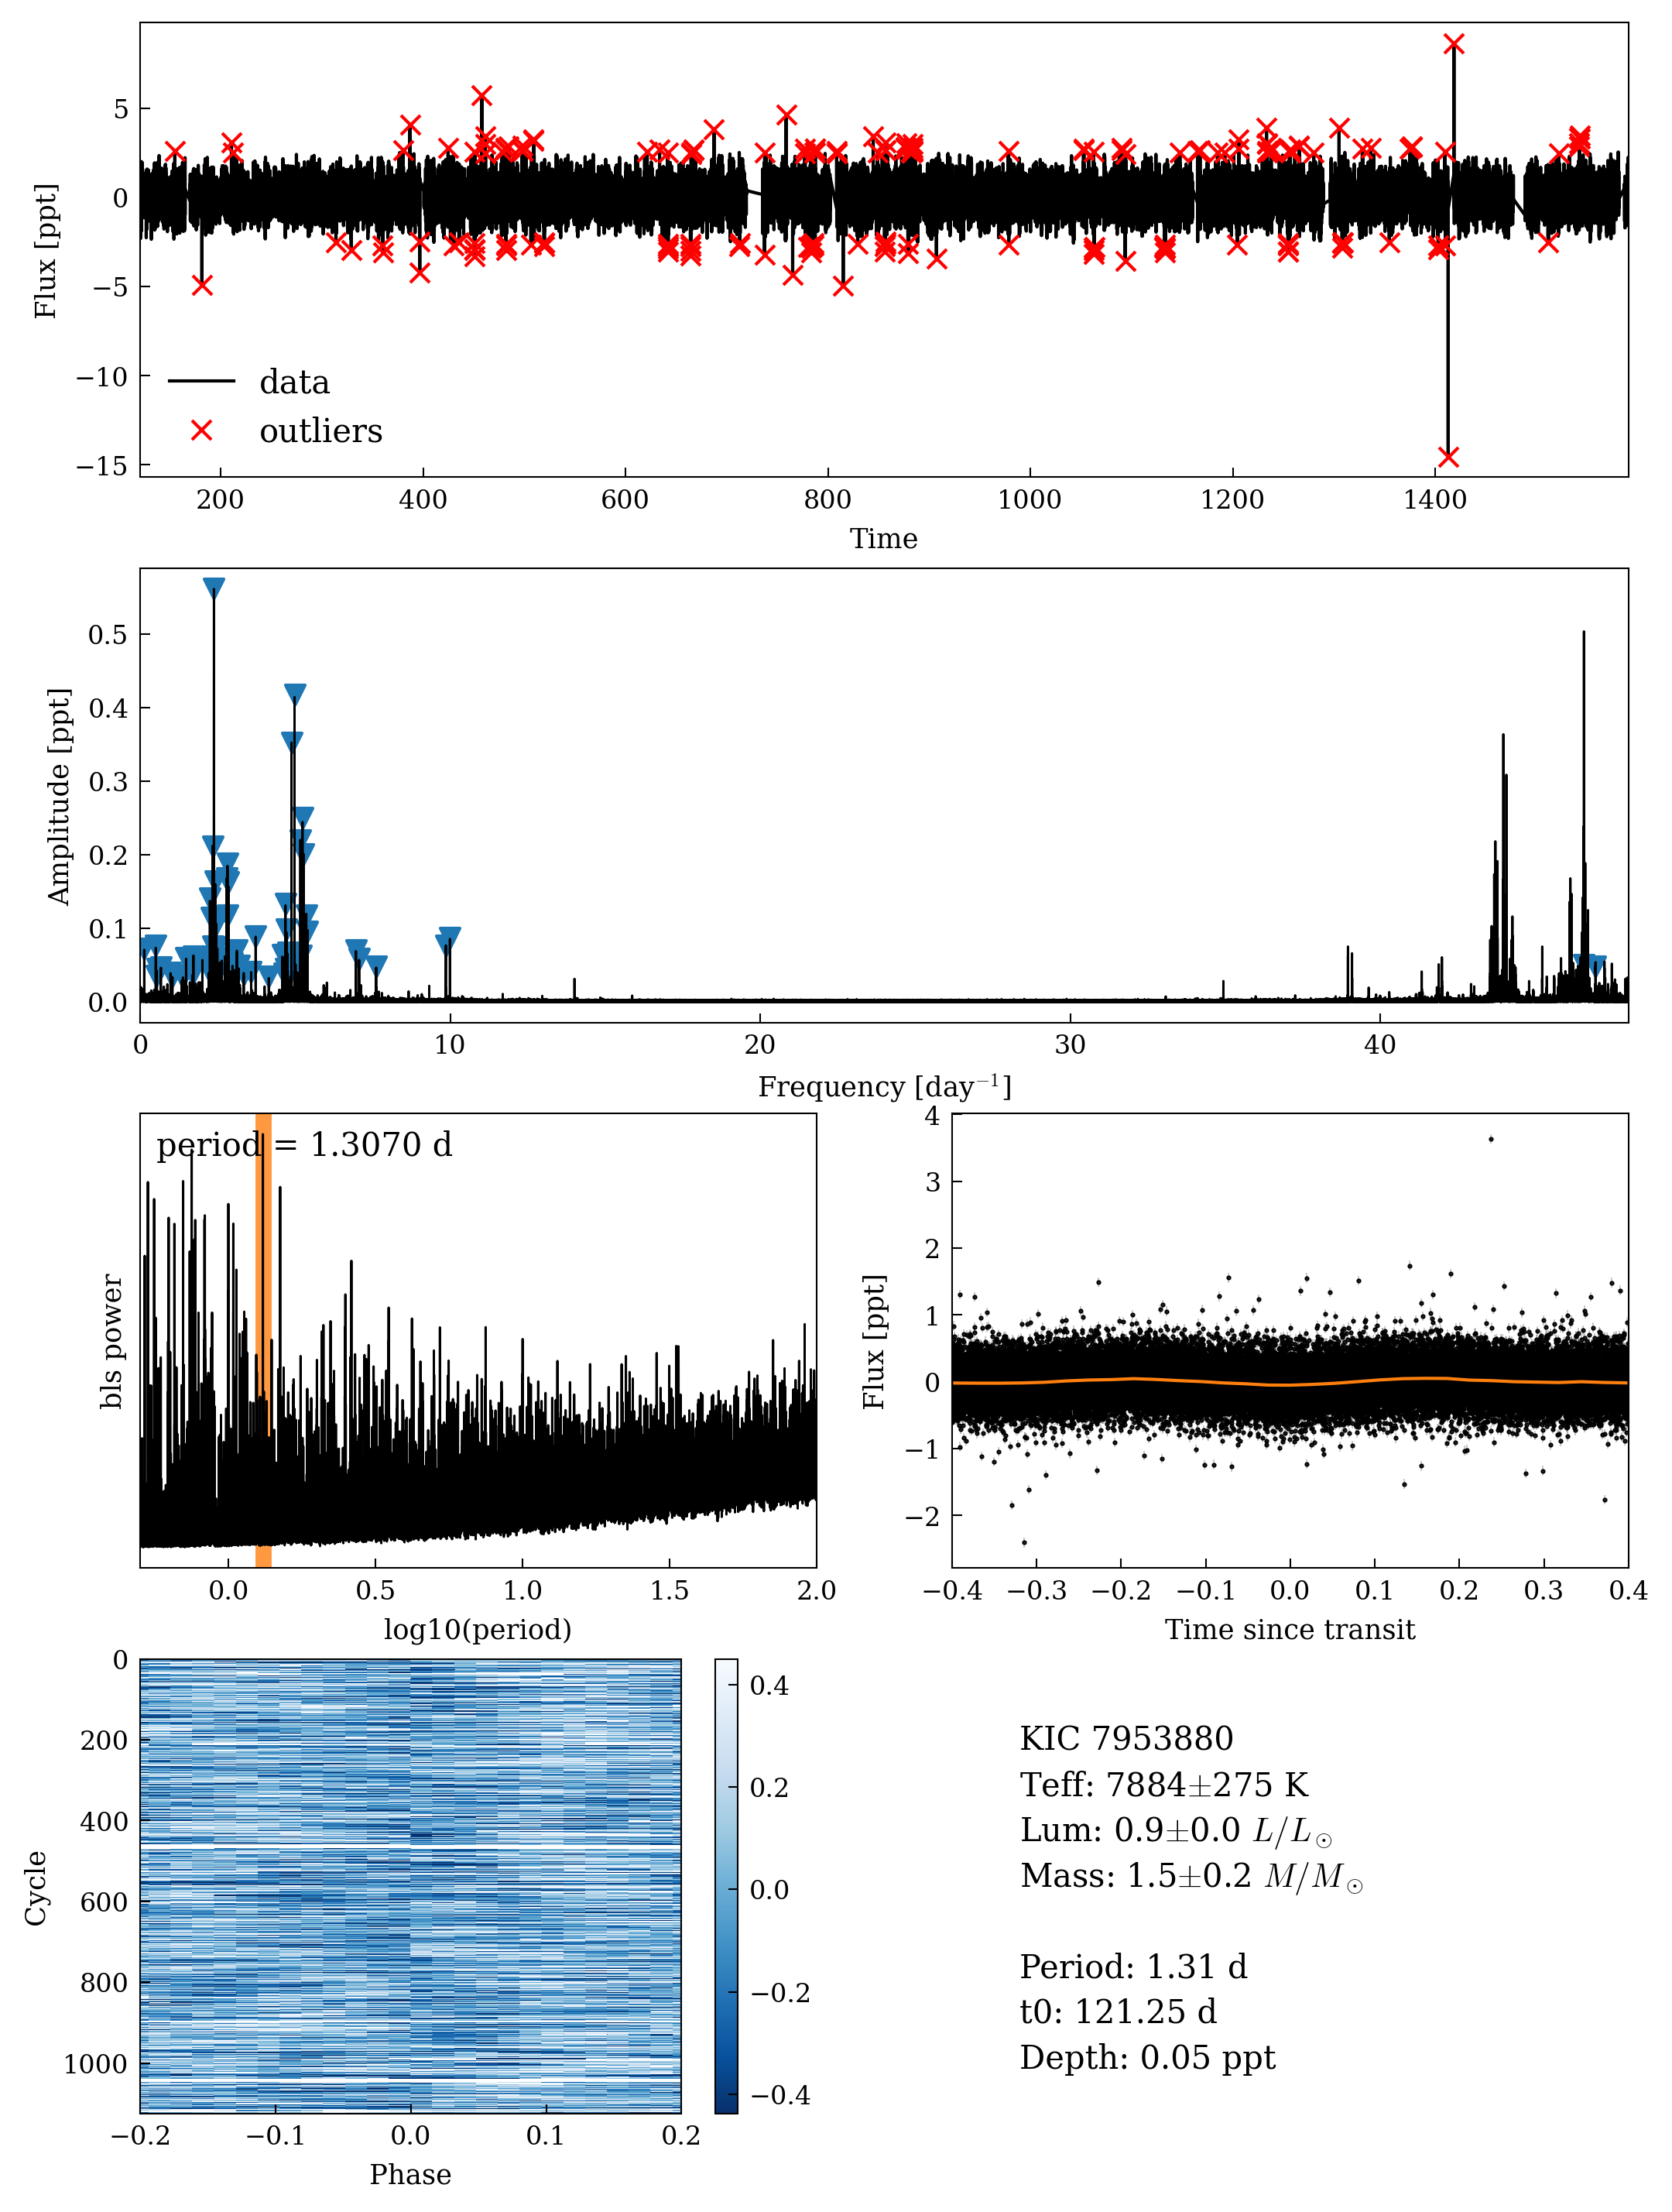 5
0
−5
−10
−15
Flux [ppt]
data
outliers
200 400 600 800 1000 1200 1400
Time
0.5
0.4
0.3
0.2
0.1
0.0
Amplitude [ppt]
0 10 20 30 40
Frequency [day⁻¹]
period = 1.3070 d
bls power
0.0 0.5 1.0 1.5 2.0
log10(period)
4
3
2
1
0
−1
−2
Flux [ppt]
−0.4 −0.3 −0.2 −0.1 0.0 0.1 0.2 0.3 0.4
Time since transit
0
200
400
600
800
1000
Cycle
−0.2 −0.1 0.0 0.1 0.2
Phase
0.4
0.2
0.0
−0.2
−0.4
KIC 7953880
Teff: 7884±275 K
Lum: 0.9±0.0 L/L☉
Mass: 1.5±0.2 M/M☉
Period: 1.31 d
t0: 121.25 d
Depth: 0.05 ppt